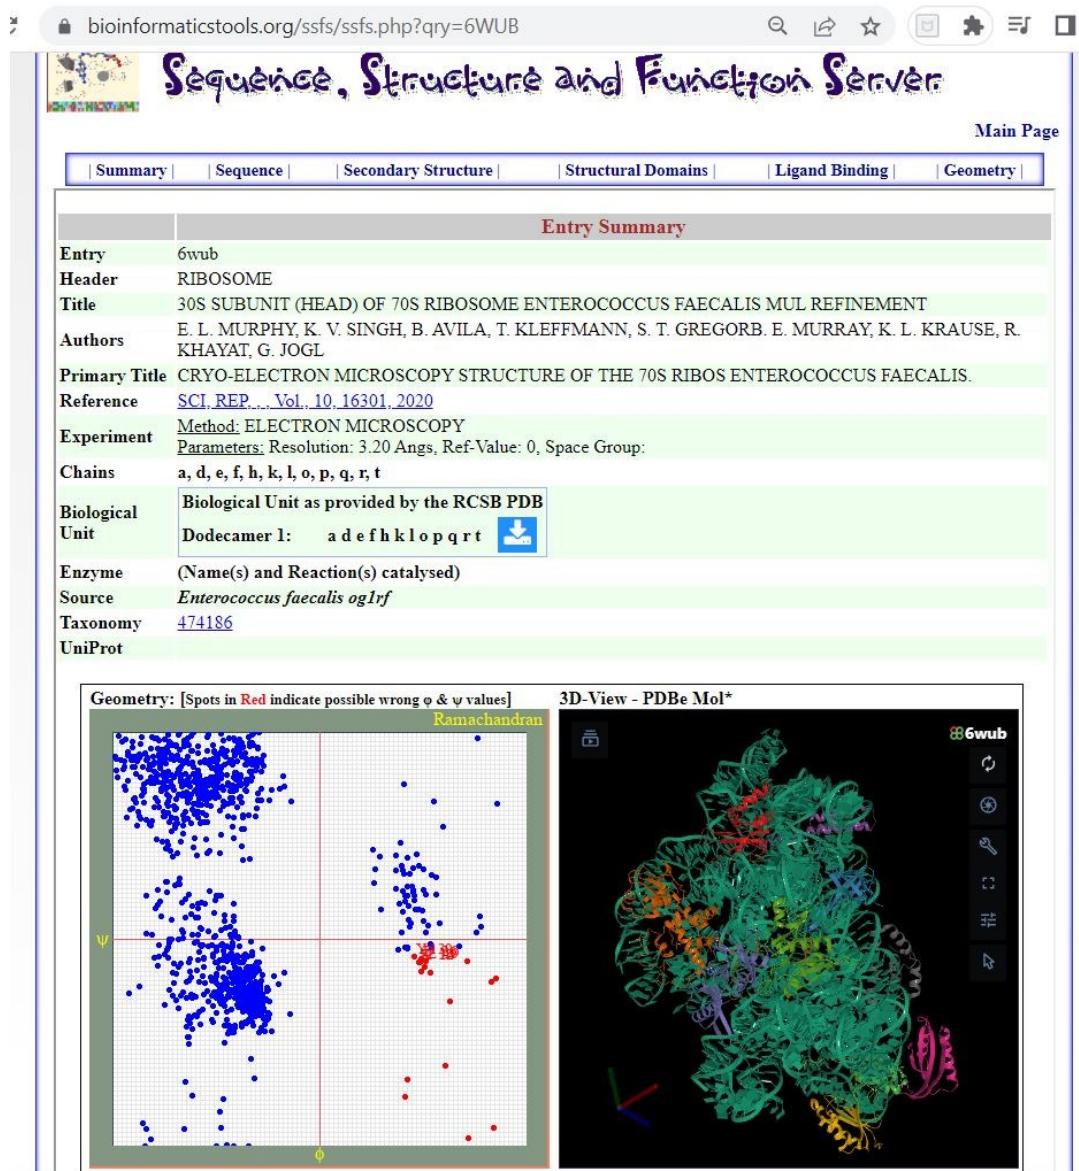 bioinformaticstools.org/ssfs/ssfs.php?qry=6WUB
Sequence, Structure and Function Server
Main Page
| Summary | | Sequence | | Secondary Structure | | Structural Domains | | Ligand Binding | | Geometry |
Entry Summary
Entry 6wub
Header RIBOSOME
Title 30S SUBUNIT (HEAD) OF 70S RIBOSOME ENTEROCOCCUS FAECALIS MUL REFINEMENT
Authors E. L. MURPHY, K. V. SINGH, B. AVILA, T. KLEFFMANN, S. T. GREGORB. E. MURRAY, K. L. KRAUSE, R.
KHAYAT, G. JOGL
Primary Title CRYO-ELECTRON MICROSCOPY STRUCTURE OF THE 70S RIBOS ENTEROCOCCUS FAECALIS.
Reference SCI, REP, , , Vol., 10, 16301, 2020
Experiment Method: ELECTRON MICROSCOPY
Parameters: Resolution: 3.20 Angs, Ref-Value: 0, Space Group:
Chains a, d, e, f, h, k, l, o, p, q, r, t
Biological Unit Biological Unit as provided by the RCSB PDB
Dodecamer 1: a d e f h k l o p q r t
Enzyme (Name(s) and Reaction(s) catalysed)
Source Enterococcus faecalis og1rf
Taxonomy 474186
UniProt
Geometry: [Spots in Red indicate possible wrong φ & ψ values] 3D-View - PDBe Mol*
Ramachandran
6wub
ψ
φ